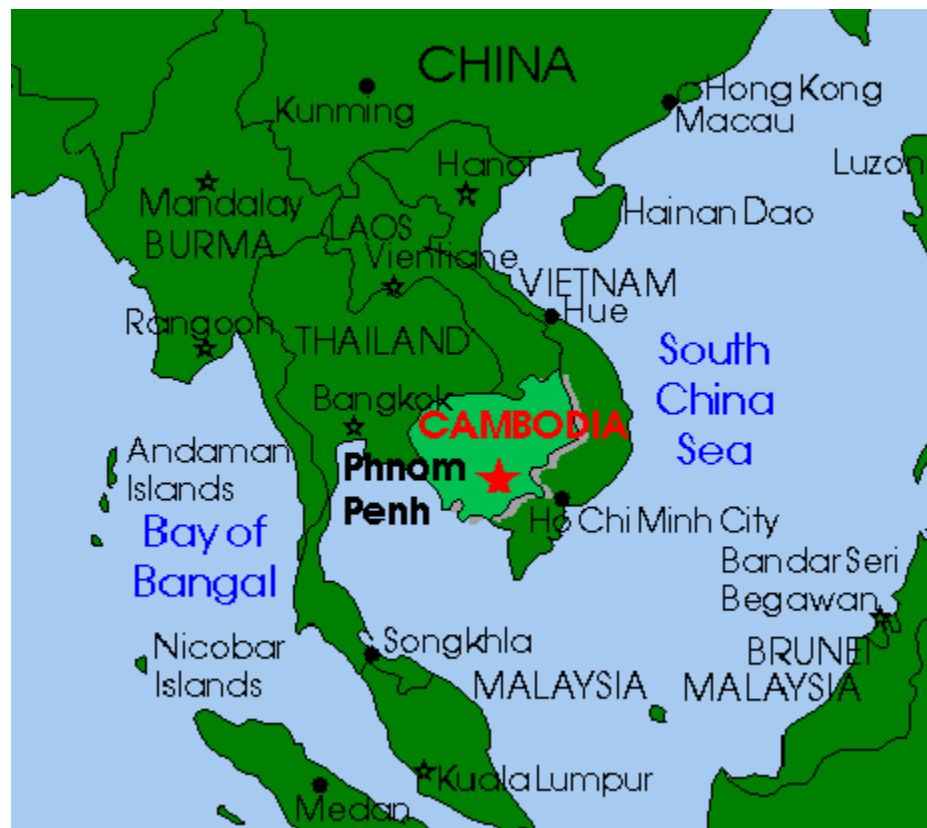 CHINA
Kunming
Hong Kong
Macau
Luzon
Hanoi
Mandalay
BURMA
LAOS
Hainan Dao
Vientiane
VIETNAM
Hue
Rangoon
THAILAND
South
China
Sea
Bangkok
CAMBODIA
Andaman
Islands
Phnom
Penh
Ho Chi Minh City
Bay of
Bangal
Bandar Seri
Begawan
Nicobar
Islands
Songkhla
BRUNEI
MALAYSIA
MALAYSIA
Kuala Lumpur
Medan